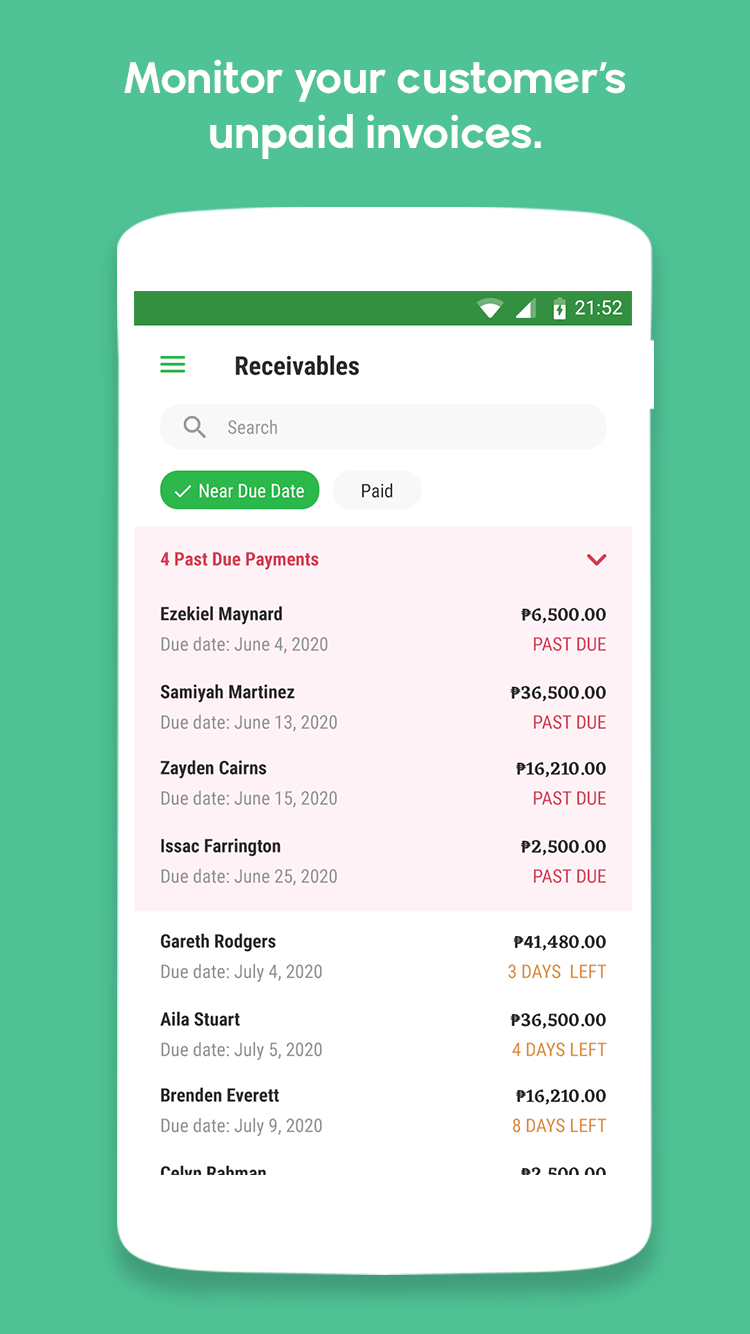 Monitor your customer's
unpaid invoices.
21:52
Receivables
Search
Near Due Date Paid
4 Past Due Payments
Ezekiel Maynard ₱6,500.00
Due date: June 4, 2020 PAST DUE
Samiyah Martinez ₱36,500.00
Due date: June 13, 2020 PAST DUE
Zayden Cairns ₱16,210.00
Due date: June 15, 2020 PAST DUE
Issac Farrington ₱2,500.00
Due date: June 25, 2020 PAST DUE
Gareth Rodgers ₱41,480.00
Due date: July 4, 2020 3 DAYS LEFT
Aila Stuart ₱36,500.00
Due date: July 5, 2020 4 DAYS LEFT
Brenden Everett ₱16,210.00
Due date: July 9, 2020 8 DAYS LEFT
Celyn Rahman ₱2,500.00